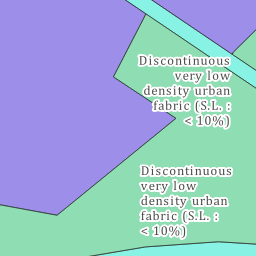 Discontinuous
very low
density urban
fabric (S.L. :
< 10%)
Discontinuous
very low
density urban
fabric (S.L. :
< 10%)